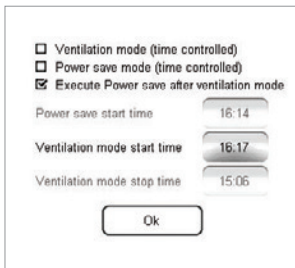 Ventilation mode (time controlled)
Power save mode (time controlled)
Execute Power save after ventilation mode
Power save start time 16:14
Ventilation mode start time 16:17
Ventilation mode stop time 15:06
Ok